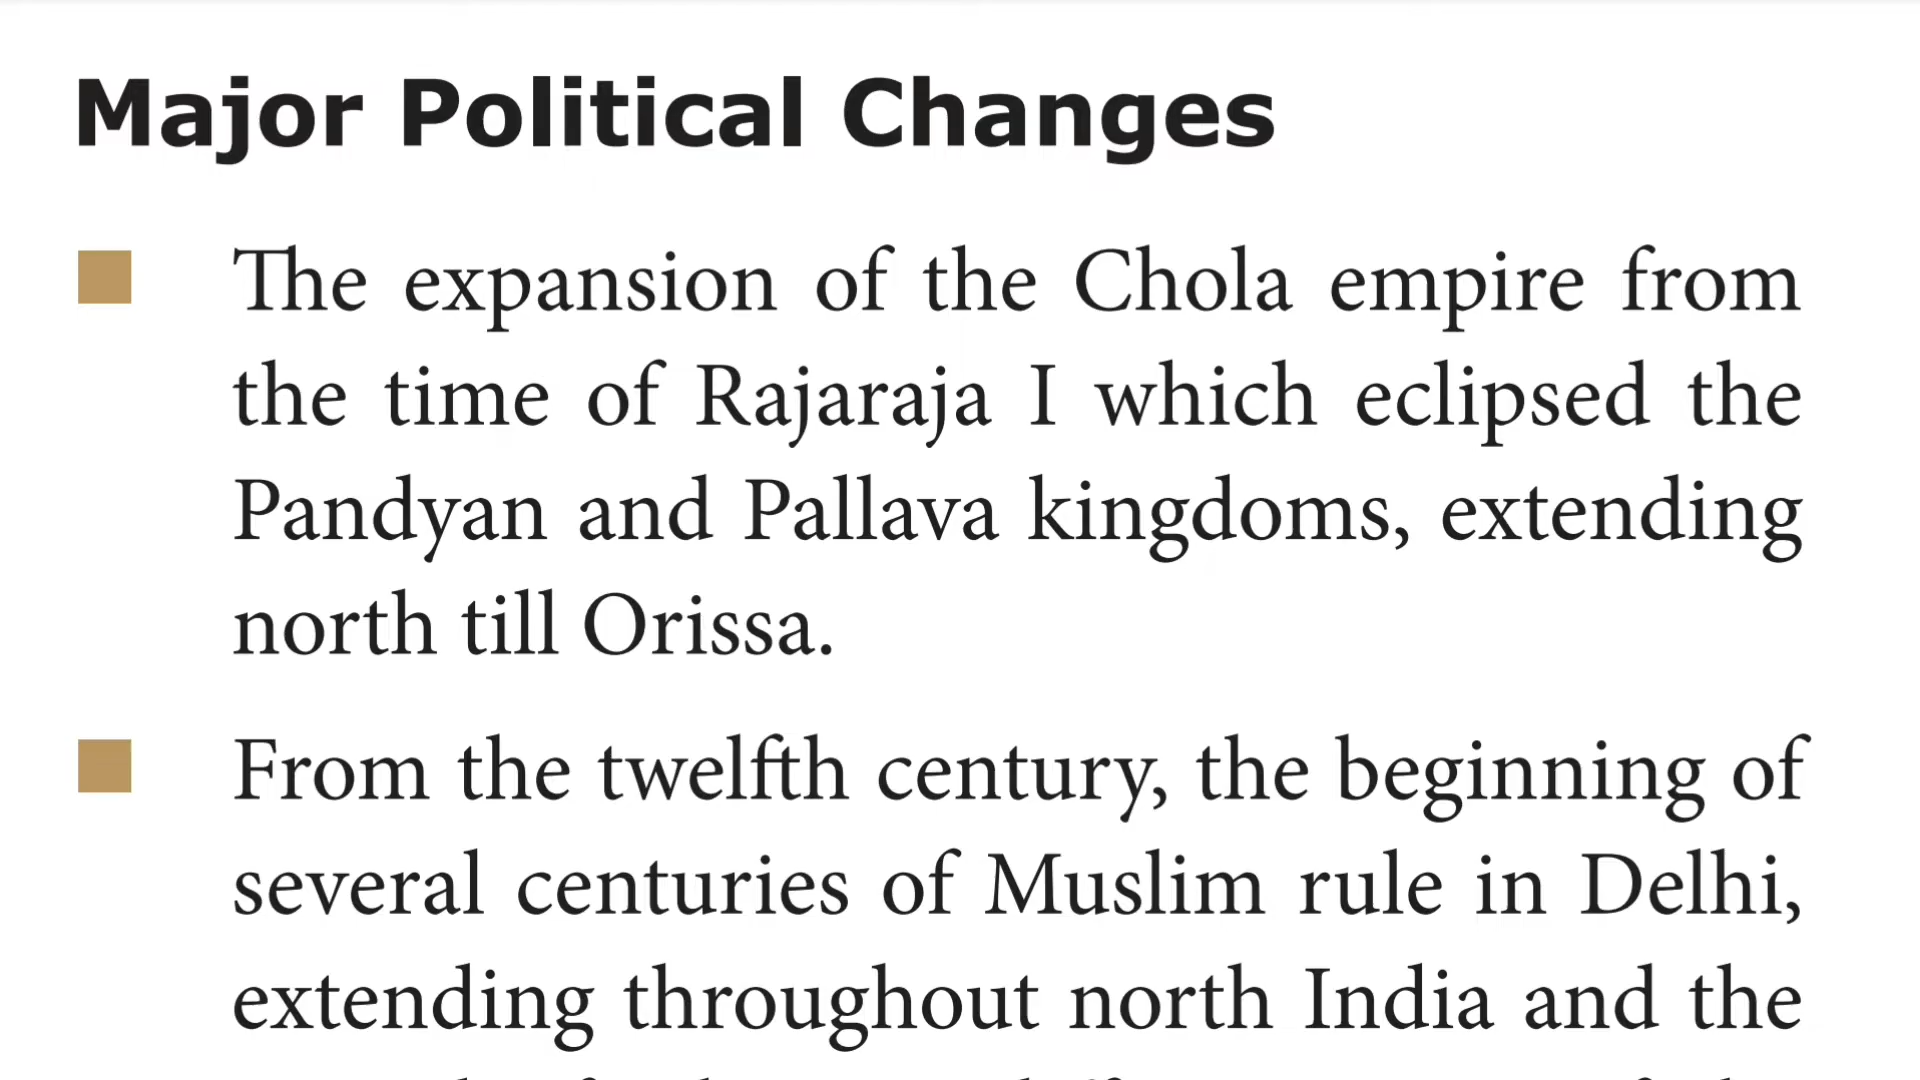 Major Political Changes
The expansion of the Chola empire from
the time of Rajaraja I which eclipsed the
Pandyan and Pallava kingdoms, extending
north till Orissa.
From the twelfth century, the beginning of
several centuries of Muslim rule in Delhi,
extending throughout north India and the